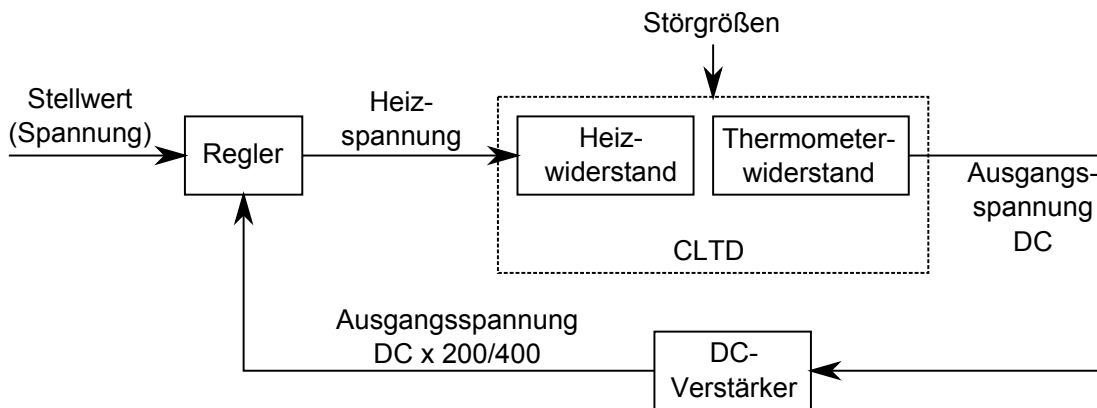 Störgrößen
Stellwert
(Spannung)
Regler
Heiz-
spannung
Heiz-
widerstand
Thermometer-
widerstand
CLTD
Ausgangs-
spannung
DC
Ausgangsspannung
DC x 200/400
DC-
Verstärker